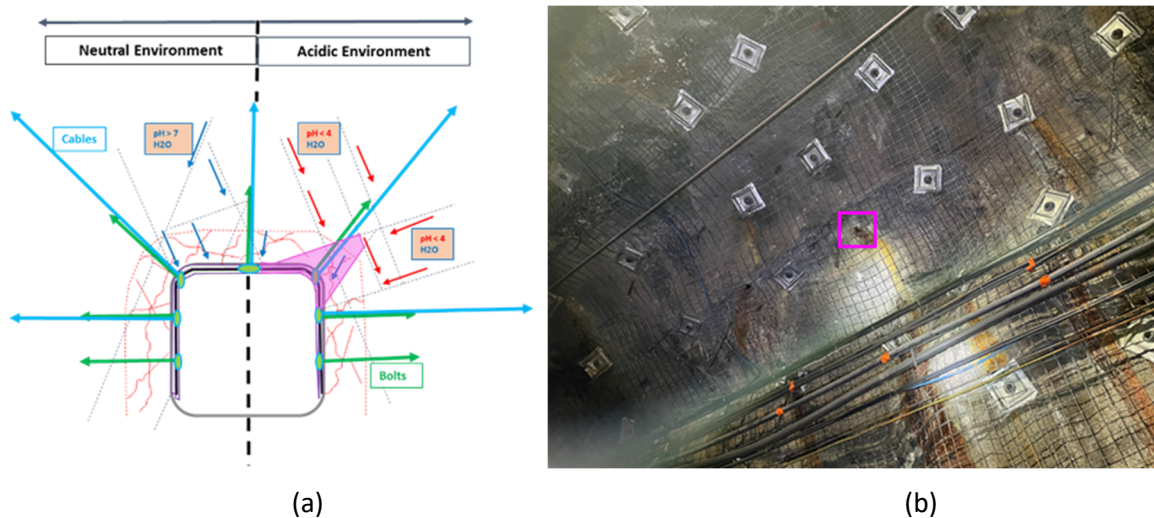 Neutral Environment
Acidic Environment
Cables
pH > 7
H2O
pH < 4
H2O
pH < 4
H2O
Bolts
(a)
(b)